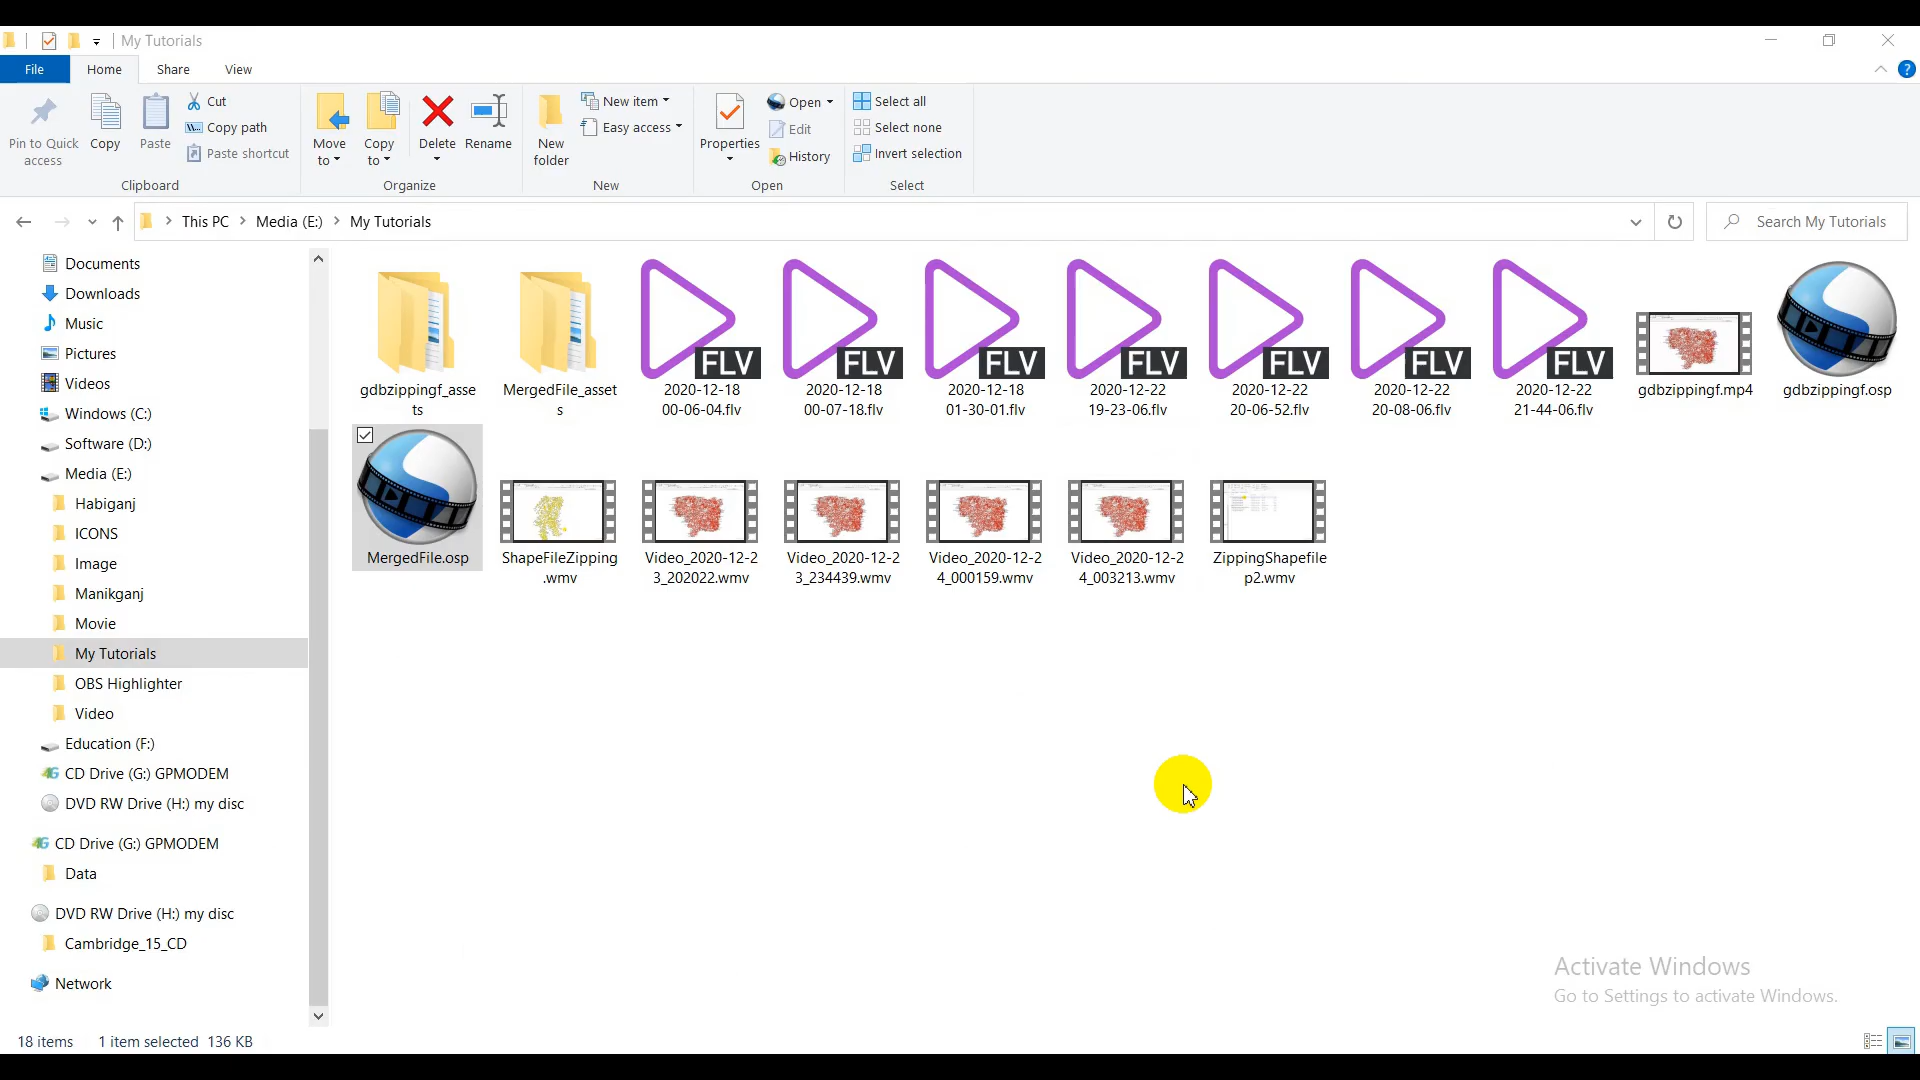 My Tutorials
File
Home
Share
View
Pin to Quick
access
Copy
Paste
Cut
Copy path
Paste shortcut
Clipboard
Move
to
Copy
to
Delete
Rename
Organize
New
folder
New item
Easy access
New
Properties
Open
Edit
History
Open
Select all
Select none
Invert selection
Select
This PC
Media (E:)
My Tutorials
Search My Tutorials
Documents
Downloads
Music
Pictures
Videos
Windows (C:)
Software (D:)
Media (E:)
Habiganj
ICONS
Image
Manikganj
Movie
My Tutorials
OBS Highlighter
Video
Education (F:)
CD Drive (G:) GPMODEM
DVD RW Drive (H:) my disc
CD Drive (G:) GPMODEM
Data
DVD RW Drive (H:) my disc
Cambridge_15_CD
Network
gdbzippingf_asse
ts
MergedFile_asset
s
FLV
2020-12-18
00-06-04.flv
FLV
2020-12-18
00-07-18.flv
FLV
2020-12-18
01-30-01.flv
FLV
2020-12-22
19-23-06.flv
FLV
2020-12-22
20-06-52.flv
FLV
2020-12-22
20-08-06.flv
FLV
2020-12-22
21-44-06.flv
gdbzippingf.mp4
gdbzippingf.osp
MergedFile.osp
ShapeFileZipping
.wmv
Video_2020-12-2
3_202022.wmv
Video_2020-12-2
3_234439.wmv
Video_2020-12-2
4_000159.wmv
Video_2020-12-2
4_003213.wmv
ZippingShapefile
p2.wmv
Activate Windows
Go to Settings to activate Windows.
18 items
1 item selected 136 KB